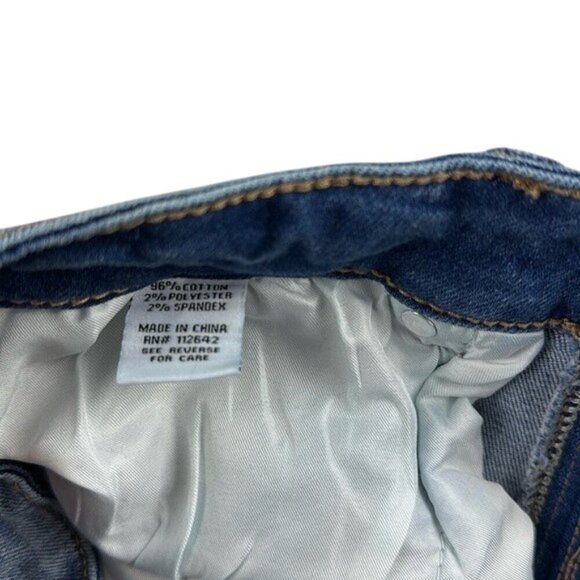 96% COTTON
2% POLYESTER
2% SPANDEX
MADE IN CHINA
RN# 112642
SEE REVERSE
FOR CARE